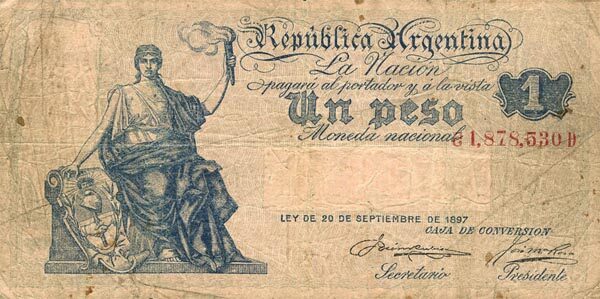 República Argentina
La Nación
pagará al portador y á la vista
Un peso
1
Moneda nacional
G 1,878,530 D
LEY DE 20 DE SEPTIEMBRE DE 1897
CAJA DE CONVERSION
Secretario
Presidente